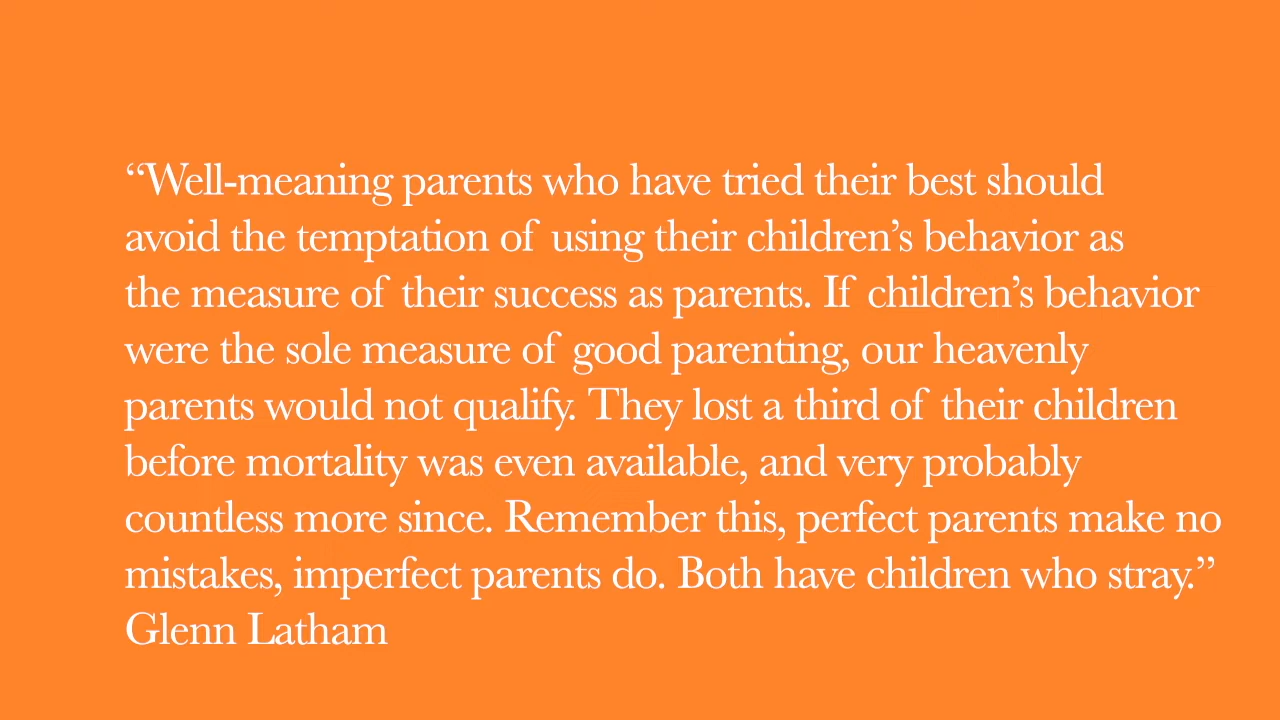 “Well-meaning parents who have tried their best should
avoid the temptation of using their children’s behavior as
the measure of their success as parents. If children’s behavior
were the sole measure of good parenting, our heavenly
parents would not qualify. They lost a third of their children
before mortality was even available, and very probably
countless more since. Remember this, perfect parents make no
mistakes, imperfect parents do. Both have children who stray.”
Glenn Latham